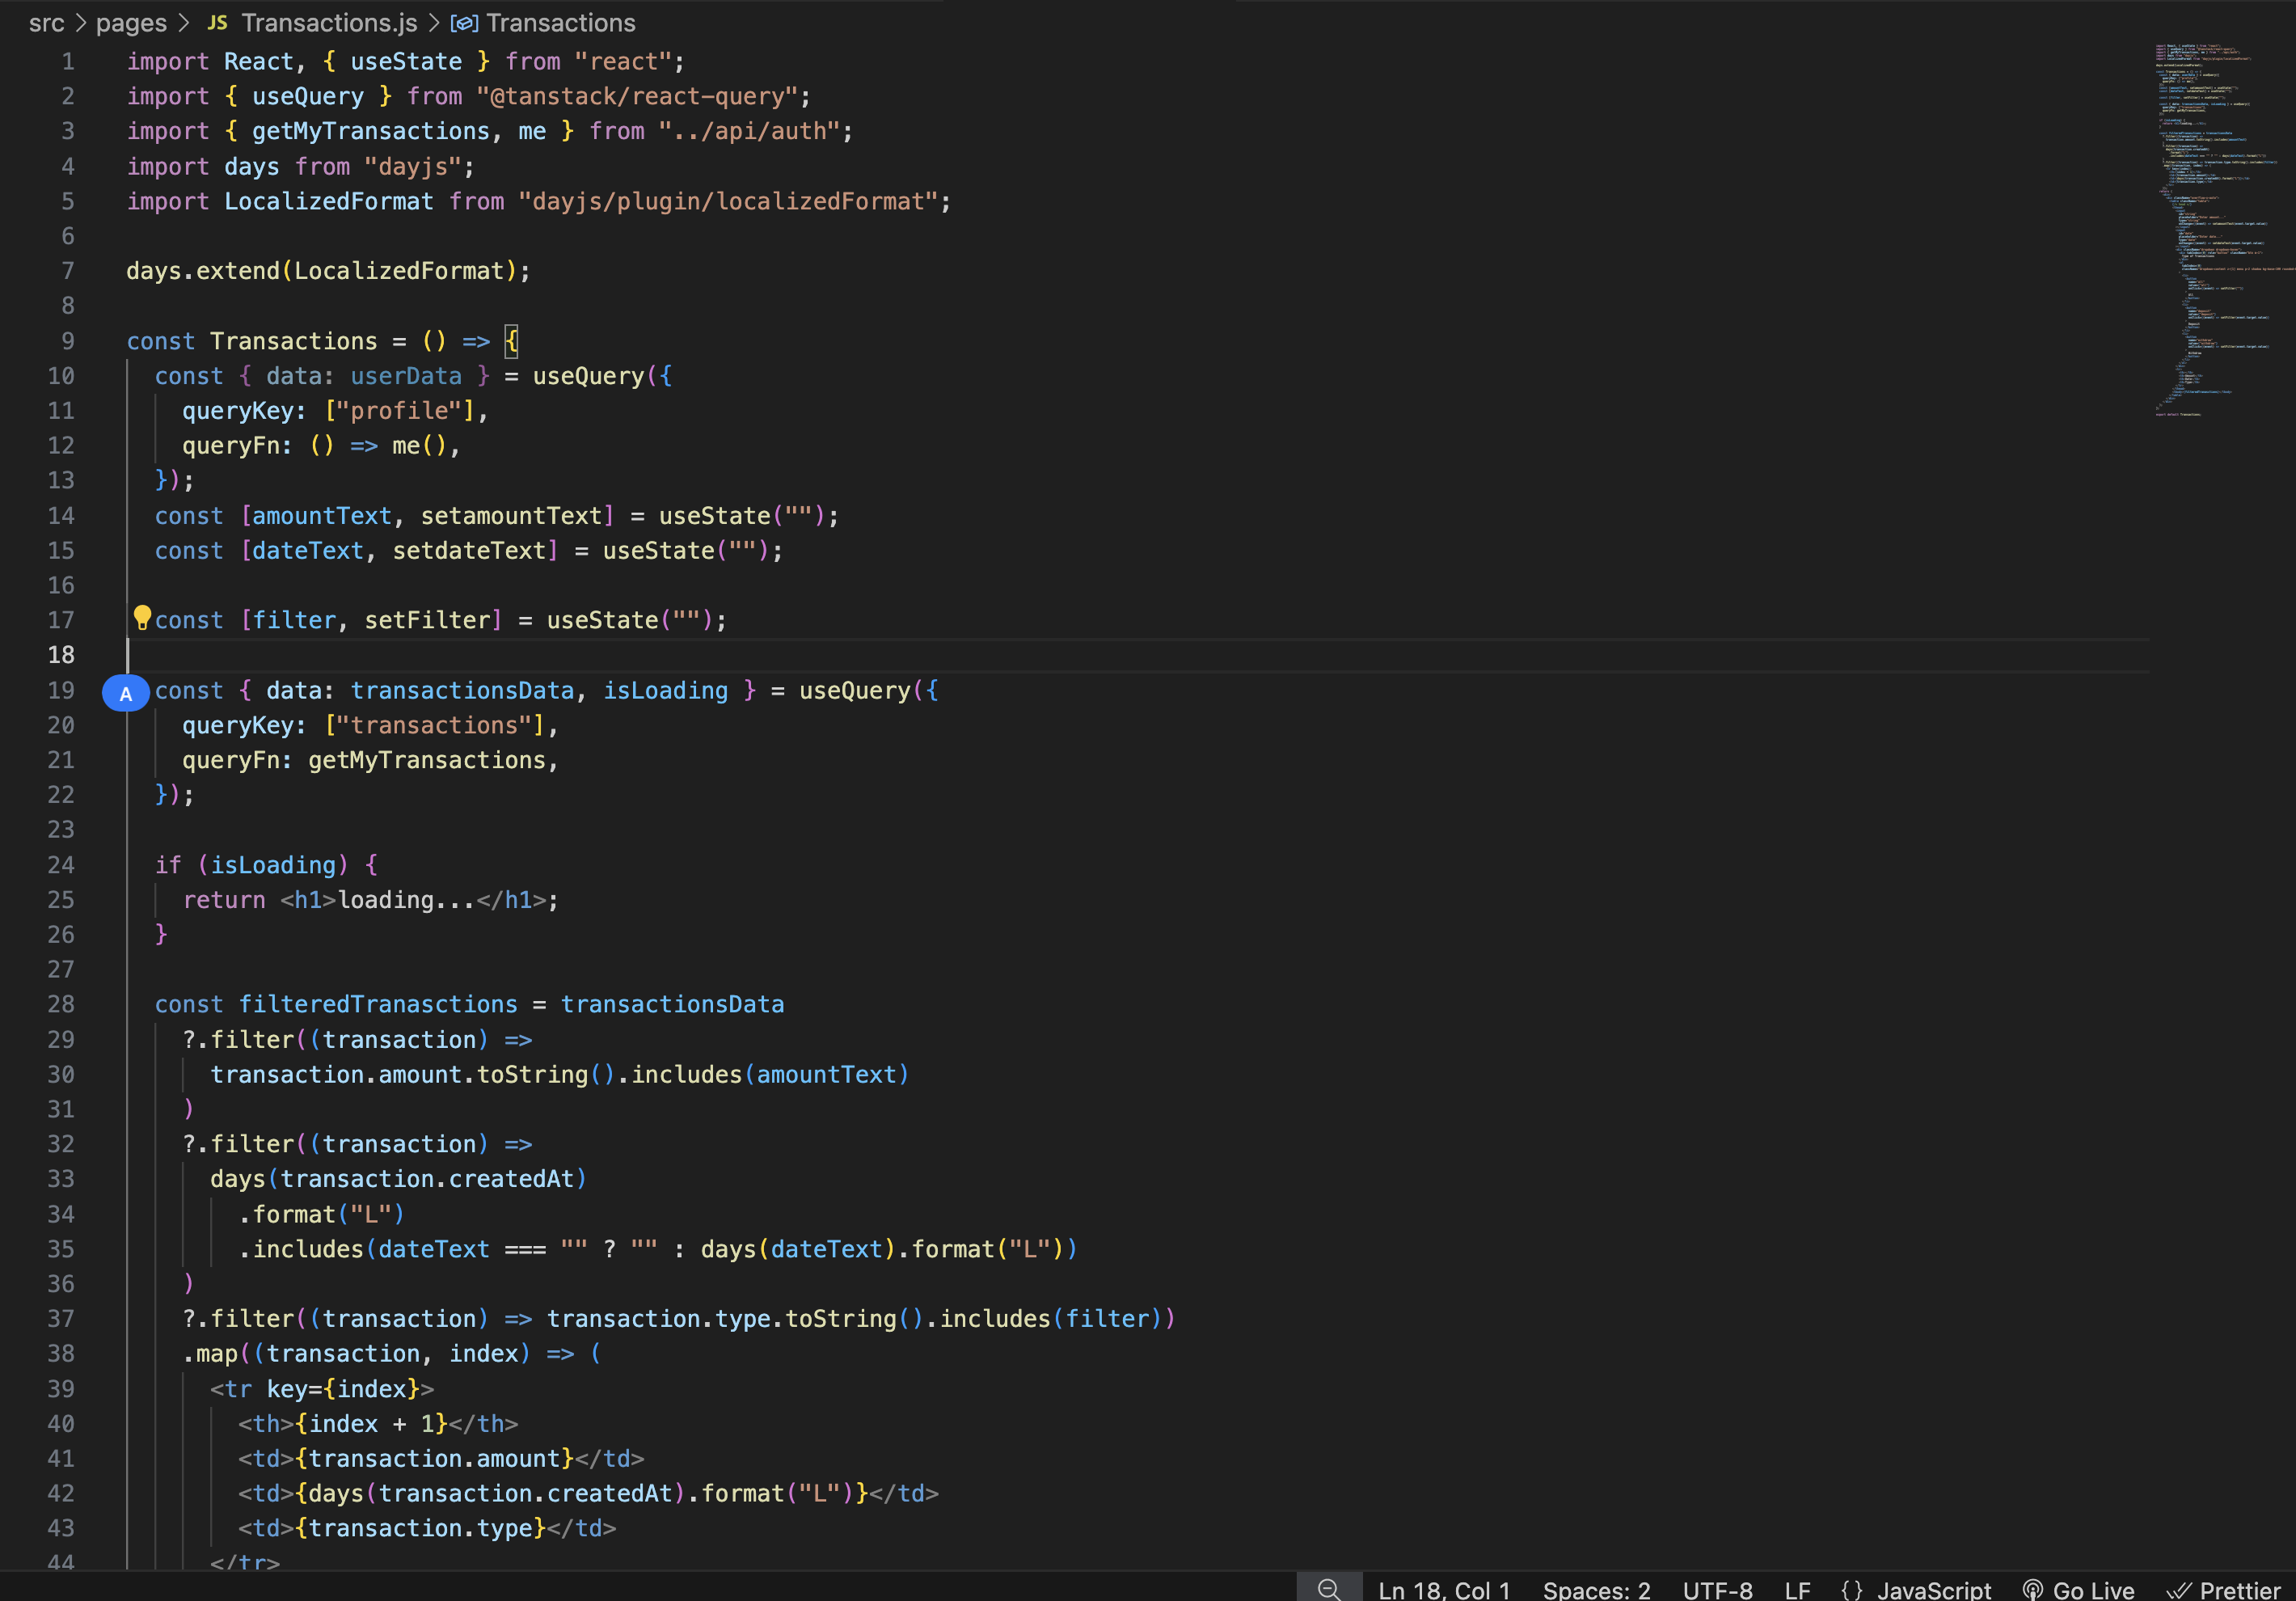 src > pages > JS Transactions.js > Transactions
1 import React, { useState } from "react";
2 import { useQuery } from "@tanstack/react-query";
3 import { getMyTransactions, me } from "../api/auth";
4 import days from "dayjs";
5 import LocalizedFormat from "dayjs/plugin/localizedFormat";
6
7 days.extend(LocalizedFormat);
8
9 const Transactions = () => {
10   const { data: userData } = useQuery({
11     queryKey: ["profile"],
12     queryFn: () => me(),
13   });
14   const [amountText, setamountText] = useState("");
15   const [dateText, setdateText] = useState("");
16
17   const [filter, setFilter] = useState("");
18
19 A const { data: transactionsData, isLoading } = useQuery({
20     queryKey: ["transactions"],
21     queryFn: getMyTransactions,
22   });
23
24   if (isLoading) {
25     return <h1>loading...</h1>;
26   }
27
28   const filteredTranasctions = transactionsData
29     ?.filter((transaction) =>
30       transaction.amount.toString().includes(amountText)
31     )
32     ?.filter((transaction) =>
33       days(transaction.createdAt)
34         .format("L")
35         .includes(dateText === "" ? "" : days(dateText).format("L"))
36     )
37     ?.filter((transaction) => transaction.type.toString().includes(filter))
38     .map((transaction, index) => (
39       <tr key={index}>
40         <th>{index + 1}</th>
41         <td>{transaction.amount}</td>
42         <td>{days(transaction.createdAt).format("L")}</td>
43         <td>{transaction.type}</td>
44       </tr>
Ln 18, Col 1 Spaces: 2 UTF-8 LF {} JavaScript Go Live Prettier